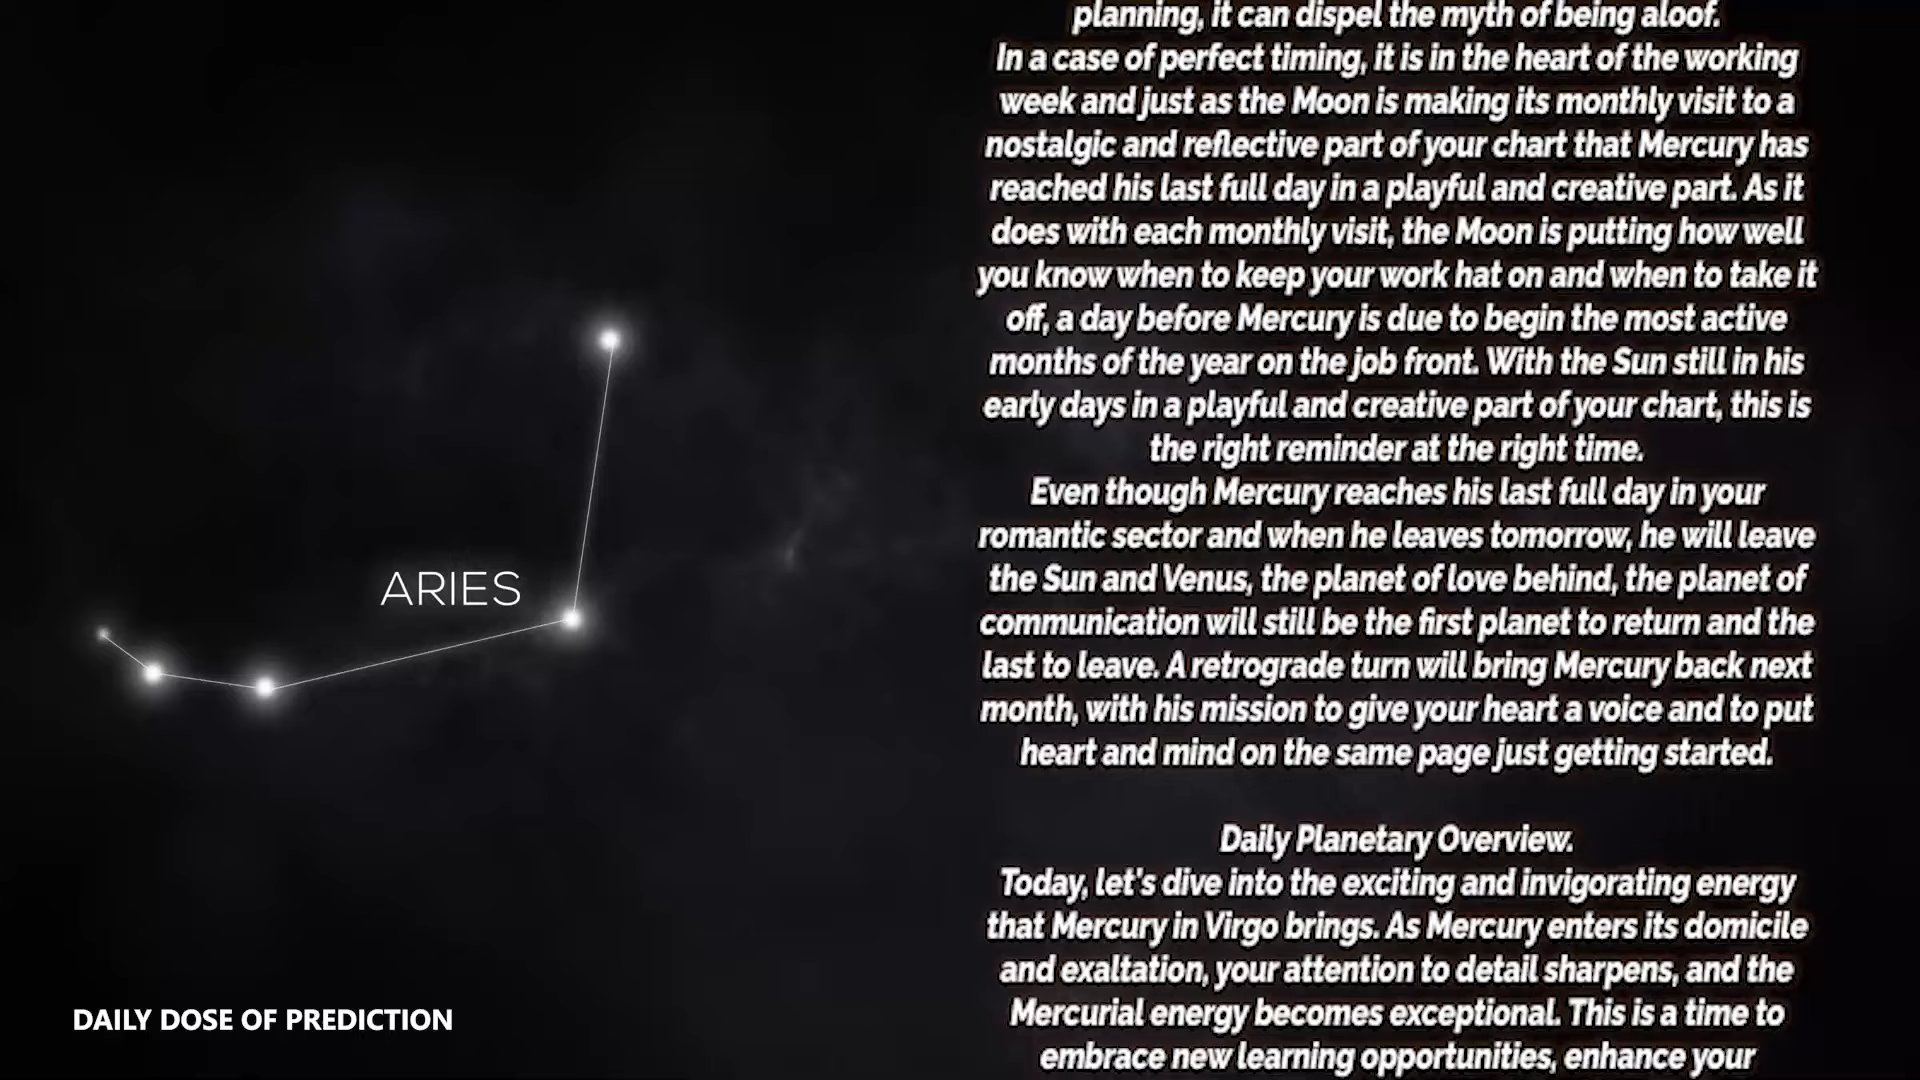 planning, it can dispel the myth of being aloof.
In a case of perfect timing, it is in the heart of the working
week and just as the Moon is making its monthly visit to a
nostalgic and reflective part of your chart that Mercury has
reached his last full day in a playful and creative part. As it
does with each monthly visit, the Moon is putting how well
you know when to keep your work hat on and when to take it
off, a day before Mercury is due to begin the most active
months of the year on the job front. With the Sun still in his
early days in a playful and creative part of your chart, this is
the right reminder at the right time.
Even though Mercury reaches his last full day in your
romantic sector and when he leaves tomorrow, he will leave
the Sun and Venus, the planet of love behind, the planet of
communication will still be the first planet to return and the
last to leave. A retrograde turn will bring Mercury back next
month, with his mission to give your heart a voice and to put
heart and mind on the same page just getting started.
Daily Planetary Overview.
Today, let's dive into the exciting and invigorating energy
that Mercury in Virgo brings. As Mercury enters its domicile
and exaltation, your attention to detail sharpens, and the
Mercurial energy becomes exceptional. This is a time to
embrace new learning opportunities, enhance your
ARIES
DAILY DOSE OF PREDICTION